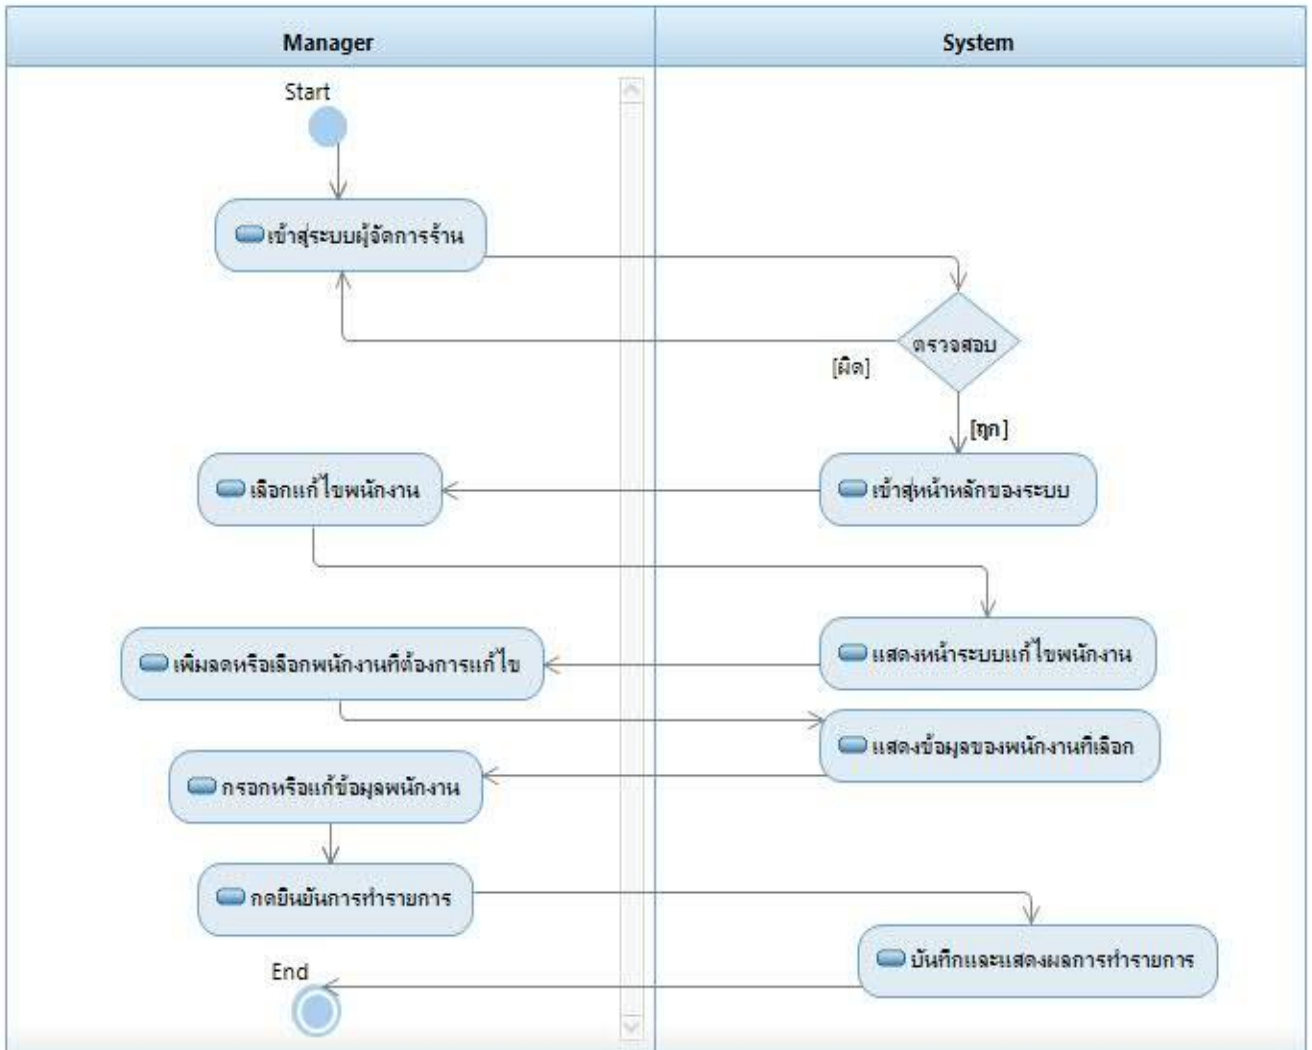 Manager
System
Start
เข้าสู่ระบบผู้จัดการร้าน
ตรวจสอบ
[ผิด]
[ถูก]
เลือกแก้ไขพนักงาน
เข้าสู่หน้าหลักของระบบ
เพิ่มลดหรือเลือกพนักงานที่ต้องการแก้ไข
แสดงหน้าระบบแก้ไขพนักงาน
แสดงข้อมูลของพนักงานที่เลือก
กรอกหรือแก้ข้อมูลพนักงาน
กดยืนยันการทำรายการ
บันทึกและแสดงผลการทำรายการ
End